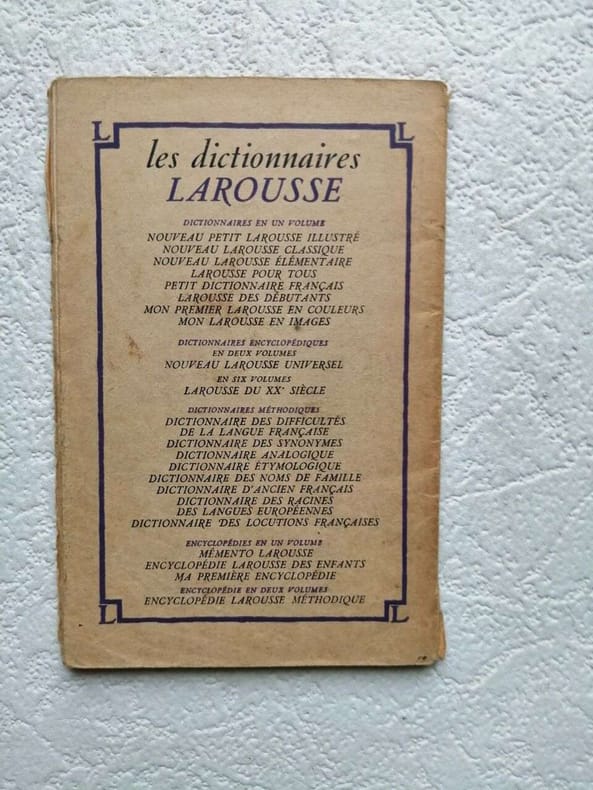 L L
les dictionnaires
LAROUSSE
DICTIONNAIRES EN UN VOLUME
NOUVEAU PETIT LAROUSSE ILLUSTRÉ
NOUVEAU LAROUSSE CLASSIQUE
NOUVEAU LAROUSSE ÉLÉMENTAIRE
LAROUSSE POUR TOUS
PETIT DICTIONNAIRE FRANÇAIS
LAROUSSE DES DÉBUTANTS
MON PREMIER LAROUSSE EN COULEURS
MON LAROUSSE EN IMAGES
DICTIONNAIRES ENCYCLOPÉDIQUES
EN DEUX VOLUMES
NOUVEAU LAROUSSE UNIVERSEL
EN SIX VOLUMES
LAROUSSE DU XXe SIÈCLE
DICTIONNAIRES MÉTHODIQUES
DICTIONNAIRE DES DIFFICULTÉS
DE LA LANGUE FRANÇAISE
DICTIONNAIRE DES SYNONYMES
DICTIONNAIRE ANALOGIQUE
DICTIONNAIRE ÉTYMOLOGIQUE
DICTIONNAIRE DES NOMS DE FAMILLE
DICTIONNAIRE D'ANCIEN FRANÇAIS
DICTIONNAIRE DES RACINES
DES LANGUES EUROPÉENNES
DICTIONNAIRE DES LOCUTIONS FRANÇAISES
ENCYCLOPÉDIES EN UN VOLUME
MÉMENTO LAROUSSE
ENCYCLOPÉDIE LAROUSSE DES ENFANTS
MA PREMIÈRE ENCYCLOPÉDIE
ENCYCLOPÉDIE EN DEUX VOLUMES
ENCYCLOPÉDIE LAROUSSE MÉTHODIQUE
L L